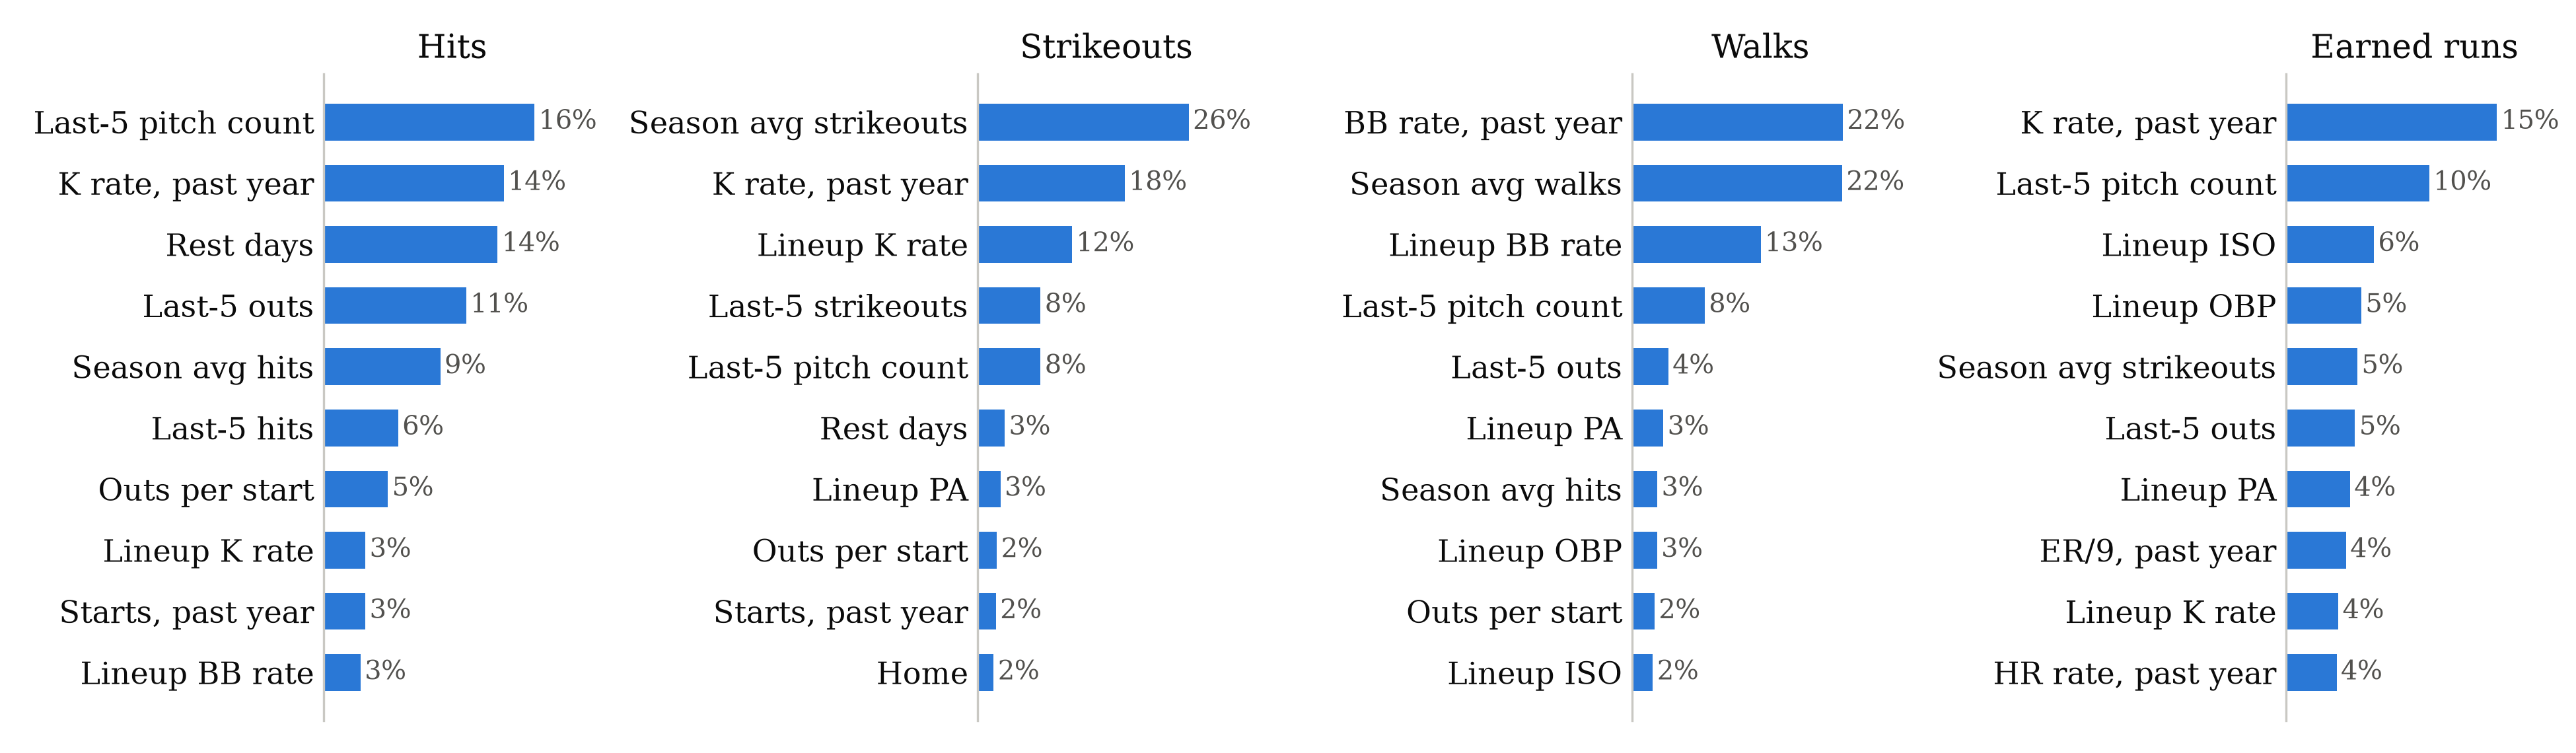 Hits
Last-5 pitch count 16%
K rate, past year 14%
Rest days 14%
Last-5 outs 11%
Season avg hits 9%
Last-5 hits 6%
Outs per start 5%
Lineup K rate 3%
Starts, past year 3%
Lineup BB rate 3%
Strikeouts
Season avg strikeouts 26%
K rate, past year 18%
Lineup K rate 12%
Last-5 strikeouts 8%
Last-5 pitch count 8%
Rest days 3%
Lineup PA 3%
Outs per start 2%
Starts, past year 2%
Home 2%
Walks
BB rate, past year 22%
Season avg walks 22%
Lineup BB rate 13%
Last-5 pitch count 8%
Last-5 outs 4%
Lineup PA 3%
Season avg hits 3%
Lineup OBP 3%
Outs per start 2%
Lineup ISO 2%
Earned runs
K rate, past year 15%
Last-5 pitch count 10%
Lineup ISO 6%
Lineup OBP 5%
Season avg strikeouts 5%
Last-5 outs 5%
Lineup PA 4%
ER/9, past year 4%
Lineup K rate 4%
HR rate, past year 4%